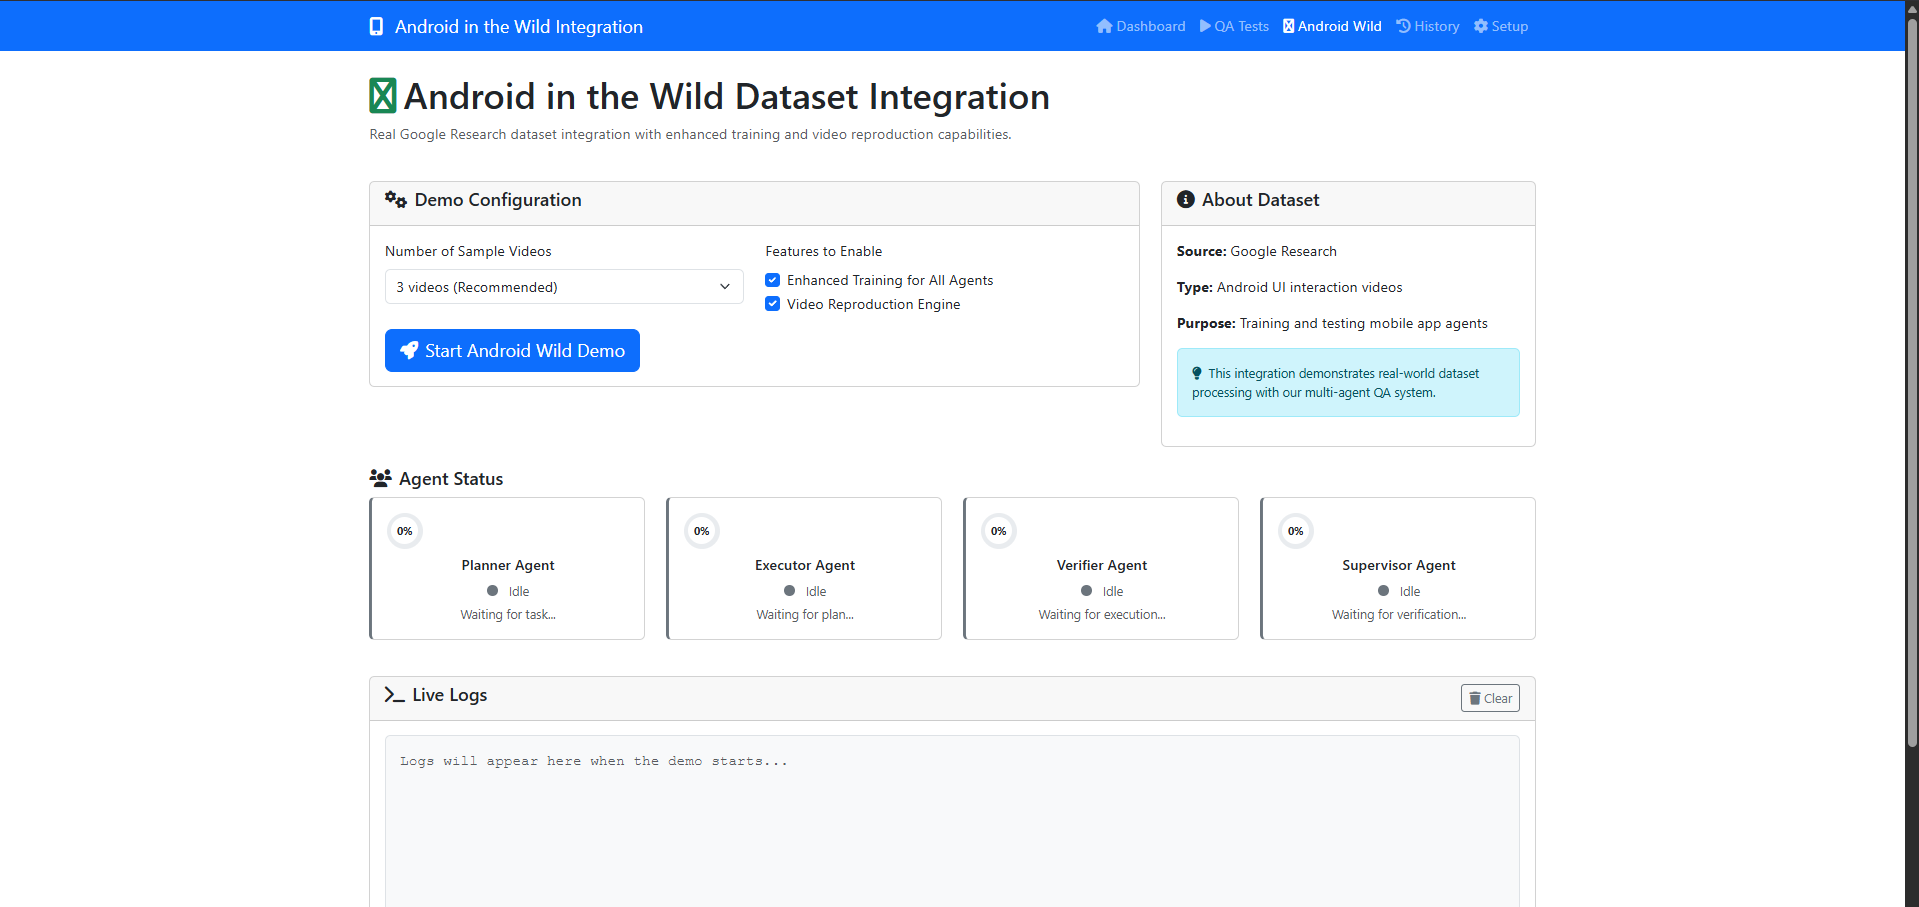 Android in the Wild Integration
Dashboard QA Tests Android Wild History Setup
Android in the Wild Dataset Integration
Real Google Research dataset integration with enhanced training and video reproduction capabilities.
Demo Configuration
Number of Sample Videos
3 videos (Recommended)
Features to Enable
Enhanced Training for All Agents
Video Reproduction Engine
Start Android Wild Demo
About Dataset
Source: Google Research
Type: Android UI interaction videos
Purpose: Training and testing mobile app agents
This integration demonstrates real-world dataset
processing with our multi-agent QA system.
Agent Status
0%
Planner Agent
Idle
Waiting for task...
0%
Executor Agent
Idle
Waiting for plan...
0%
Verifier Agent
Idle
Waiting for execution...
0%
Supervisor Agent
Idle
Waiting for verification...
Live Logs
Clear
Logs will appear here when the demo starts...